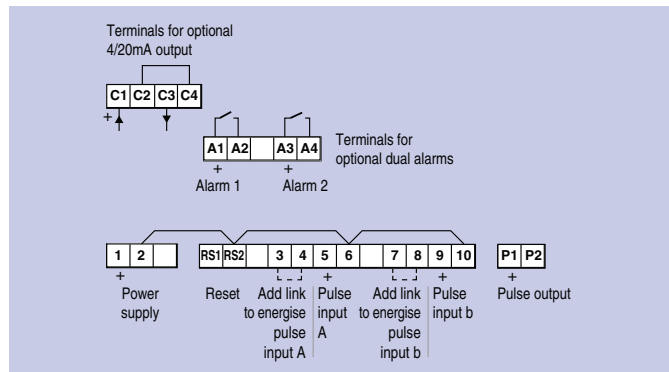 Terminals for optional
4/20mA output
C1 C2 C3 C4
+
A1 A2 A3 A4
Terminals for
optional dual alarms
+ +
Alarm 1 Alarm 2
1 2 RS1 RS2 3 4 5 6 7 8 9 10 P1 P2
+ + + +
Power Reset Add link Pulse Add link Pulse Pulse output
supply to energise input to energise input b
pulse A pulse
input A input b